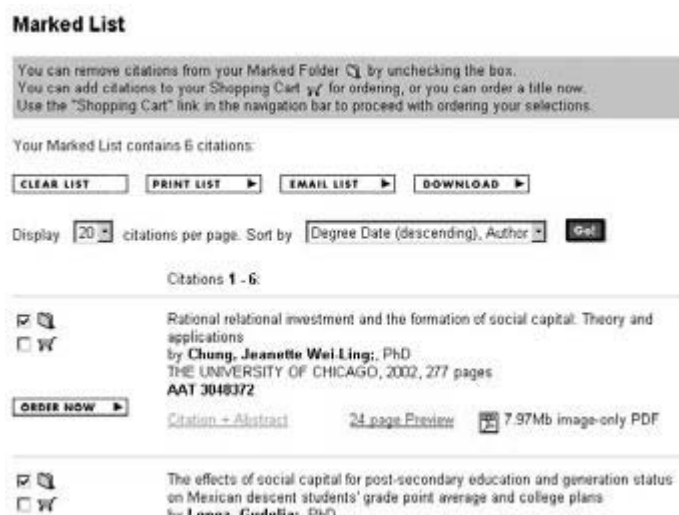 Marked List
You can remove citations from your Marked Folder by unchecking the box.
You can add citations to your Shopping Cart for ordering, or you can order a title now.
Use the "Shopping Cart" link in the navigation bar to proceed with ordering your selections.
Your Marked List contains 6 citations:
CLEAR LIST PRINT LIST EMAIL LIST DOWNLOAD
Display 20 citations per page. Sort by Degree Date (descending), Author Go!
Citations 1 - 6:
Rational relational investment and the formation of social capital: Theory and
applications
by Chung, Jeanette Wei-Ling;, PhD
THE UNIVERSITY OF CHICAGO, 2002, 277 pages
AAT 3048372
ORDER NOW
Citation + Abstract 24 page Preview 7.97Mb image-only PDF
The effects of social capital for post-secondary education and generation status
on Mexican descent students' grade point average and college plans
by Lopez, Gudelia;, PhD